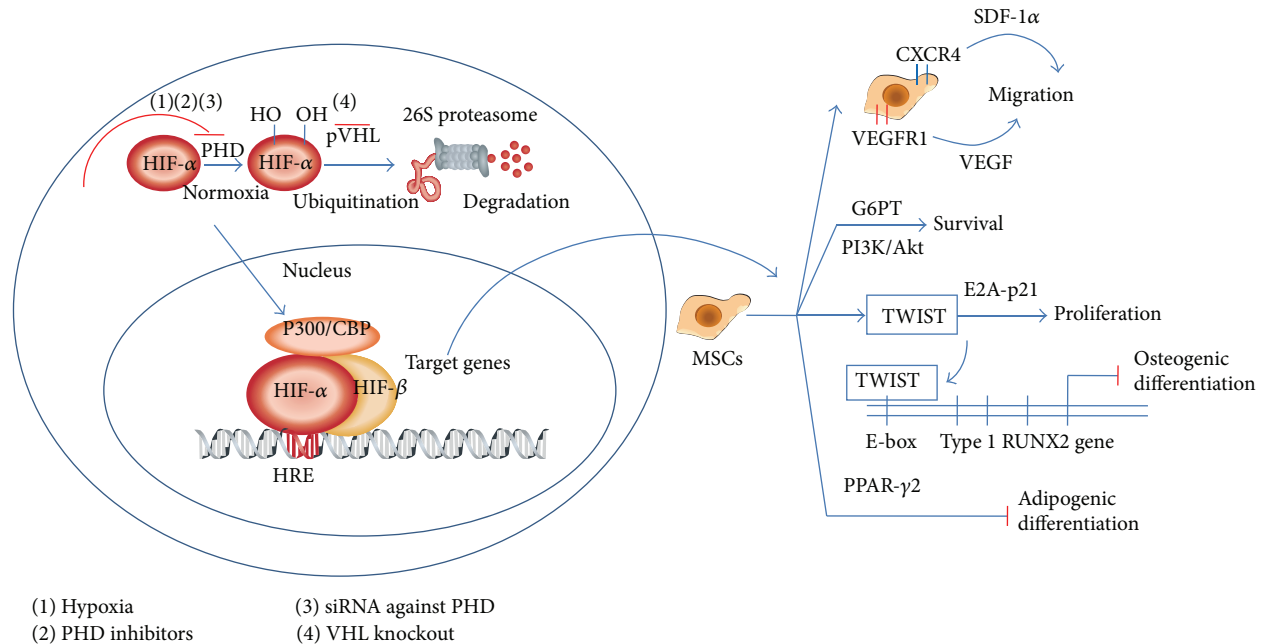 (1)(2)(3)
HO OH (4)
PHD
pVHL
26S proteasome
HIF-α
HIF-α
Normoxia
Ubiquitination
Degradation
Nucleus
P300/CBP
HIF-α
HIF-β
Target genes
HRE
MSCs
SDF-1α
CXCR4
Migration
VEGFR1
VEGF
G6PT
Survival
PI3K/Akt
E2A-p21
TWIST
Proliferation
TWIST
Osteogenic
differentiation
E-box
Type 1 RUNX2 gene
PPAR-γ2
Adipogenic
differentiation
(1) Hypoxia
(2) PHD inhibitors
(3) siRNA against PHD
(4) VHL knockout